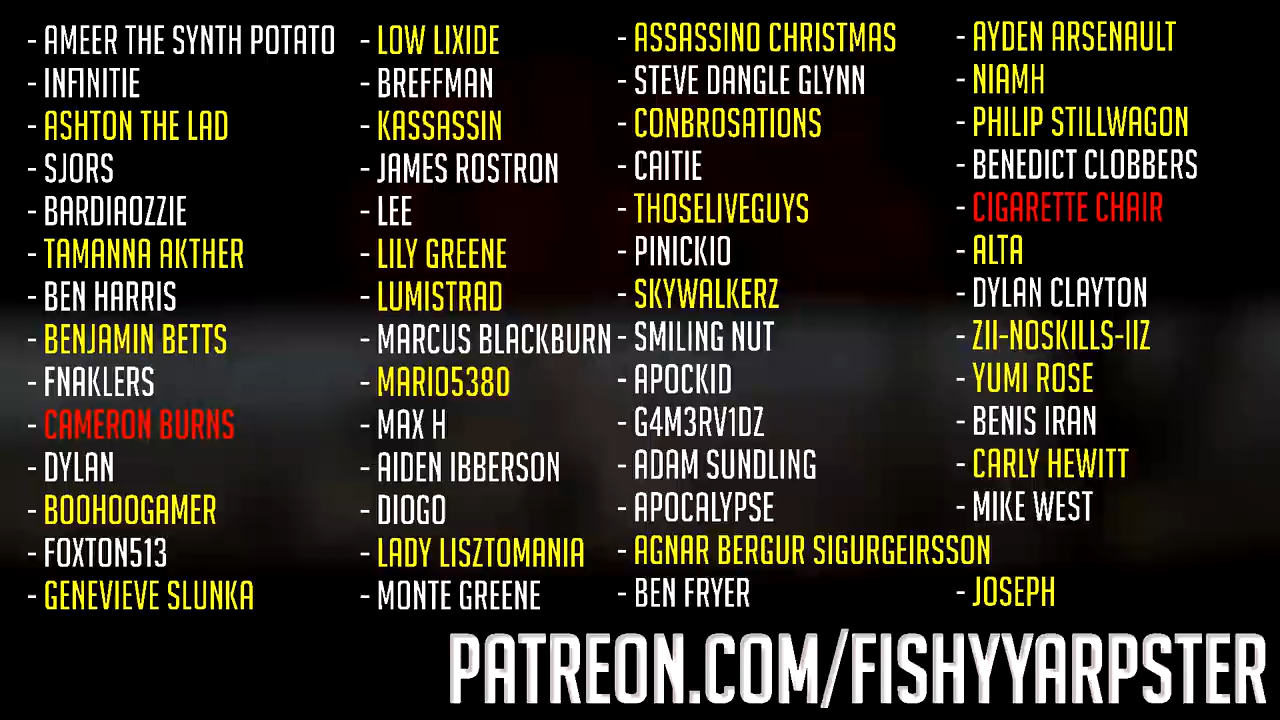 - AMEER THE SYNTH POTATO
- INFINITIE
- ASHTON THE LAD
- SJORS
- BARDIAOZZIE
- TAMANNA AKTHER
- BEN HARRIS
- BENJAMIN BETTS
- FNAKLERS
- CAMERON BURNS
- DYLAN
- BOOHOOGAMER
- FOXTON513
- GENEVIEVE SLUNKA
- LOW LIXIDE
- BREFFMAN
- KASSASSIN
- JAMES ROSTRON
- LEE
- LILY GREENE
- LUMISTRAD
- MARCUS BLACKBURN
- MARIO5380
- MAX H
- AIDEN IBBERSON
- DIOGO
- LADY LISZTOMANIA
- MONTE GREENE
- ASSASSINO CHRISTMAS
- STEVE DANGLE GLYNN
- CONBROSATIONS
- CAITIE
- THOSELIVEGUYS
- PINICKIO
- SKYWALKERZ
- SMILING NUT
- APOCKID
- G4M3RV1DZ
- ADAM SUNDLING
- APOCALYPSE
- AGNAR BERGUR SIGURGEIRSSON
- BEN FRYER
- AYDEN ARSENAULT
- NIAMH
- PHILIP STILLWAGON
- BENEDICT CLOBBERS
- CIGARETTE CHAIR
- ALTA
- DYLAN CLAYTON
- ZII-NOSKILLS-IIZ
- YUMI ROSE
- BENIS IRAN
- CARLY HEWITT
- MIKE WEST
- JOSEPH
PATREON.COM/FISHYYARPSTER